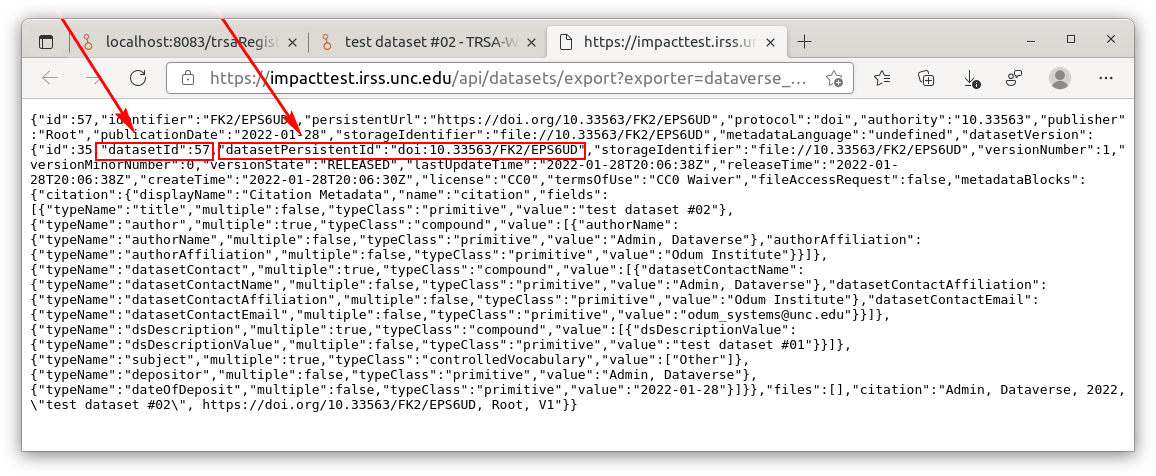 localhost:8083/trsaRegis
test dataset #02 - TRSA-W
https://impacttest.irss.un
https://impacttest.irss.unc.edu/api/datasets/export?exporter=dataverse_...
{"id":57,"identifier":"FK2/EPS6UD","persistentUrl":"https://doi.org/10.33563/FK2/EPS6UD","protocol":"doi","authority":"10.33563","publisher"
:"Root","publicationDate":"2022-01-28","storageIdentifier":"file://10.33563/FK2/EPS6UD","metadataLanguage":"undefined","datasetVersion":
{"id":35,"datasetId":57,"datasetPersistentId":"doi:10.33563/FK2/EPS6UD","storageIdentifier":"file://10.33563/FK2/EPS6UD","versionNumber":1,"
versionMinorNumber":0,"versionState":"RELEASED","lastUpdateTime":"2022-01-28T20:06:38Z","releaseTime":"2022-01-
28T20:06:38Z","createTime":"2022-01-28T20:06:30Z","license":"CC0","termsOfUse":"CC0 Waiver","fileAccessRequest":false,"metadataBlocks":
{"citation":{"displayName":"Citation Metadata","name":"citation","fields":
[{"typeName":"title","multiple":false,"typeClass":"primitive","value":"test dataset #02"},
{"typeName":"author","multiple":true,"typeClass":"compound","value":[{"authorName":
{"typeName":"authorName","multiple":false,"typeClass":"primitive","value":"Admin, Dataverse"},"authorAffiliation":
{"typeName":"authorAffiliation","multiple":false,"typeClass":"primitive","value":"Odum Institute"}}]},
{"typeName":"datasetContact","multiple":true,"typeClass":"compound","value":[{"datasetContactName":
{"typeName":"datasetContactName","multiple":false,"typeClass":"primitive","value":"Admin, Dataverse"},"datasetContactAffiliation":
{"typeName":"datasetContactAffiliation","multiple":false,"typeClass":"primitive","value":"Odum Institute"},"datasetContactEmail":
{"typeName":"datasetContactEmail","multiple":false,"typeClass":"primitive","value":"odum_systems@unc.edu"}}]},
{"typeName":"dsDescription","multiple":true,"typeClass":"compound","value":[{"dsDescriptionValue":
{"typeName":"dsDescriptionValue","multiple":false,"typeClass":"primitive","value":"test dataset #01"}}]},
{"typeName":"subject","multiple":true,"typeClass":"controlledVocabulary","value":["Other"]},
{"typeName":"depositor","multiple":false,"typeClass":"primitive","value":"Admin, Dataverse"},
{"typeName":"dateOfDeposit","multiple":false,"typeClass":"primitive","value":"2022-01-28"}]}},"files":[],"citation":"Admin, Dataverse, 2022,
\"test dataset #02\", https://doi.org/10.33563/FK2/EPS6UD, Root, V1"}}